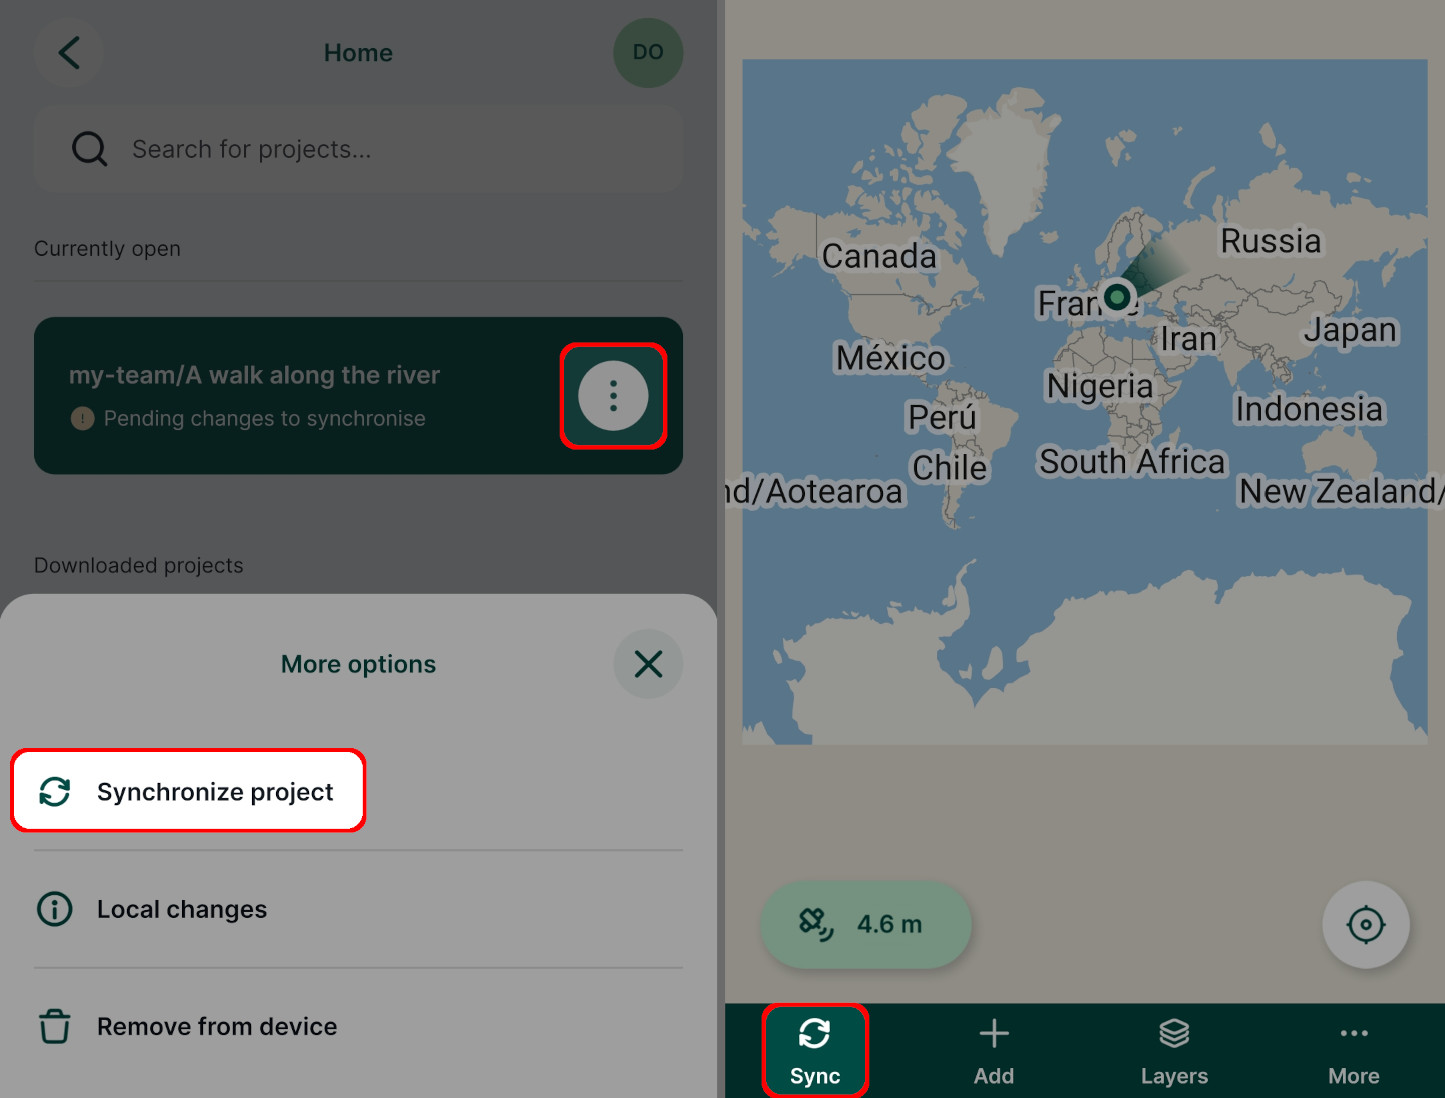 Home
DO
Search for projects...
Currently open
my-team/A walk along the river
Pending changes to synchronise
Downloaded projects
More options
Synchronize project
Local changes
Remove from device
Canada
Russia
France
Japan
Iran
México
Nigeria
Indonesia
Perú
Chile
South Africa
nd/Aotearoa
New Zealand/
4.6 m
Sync
Add
Layers
More